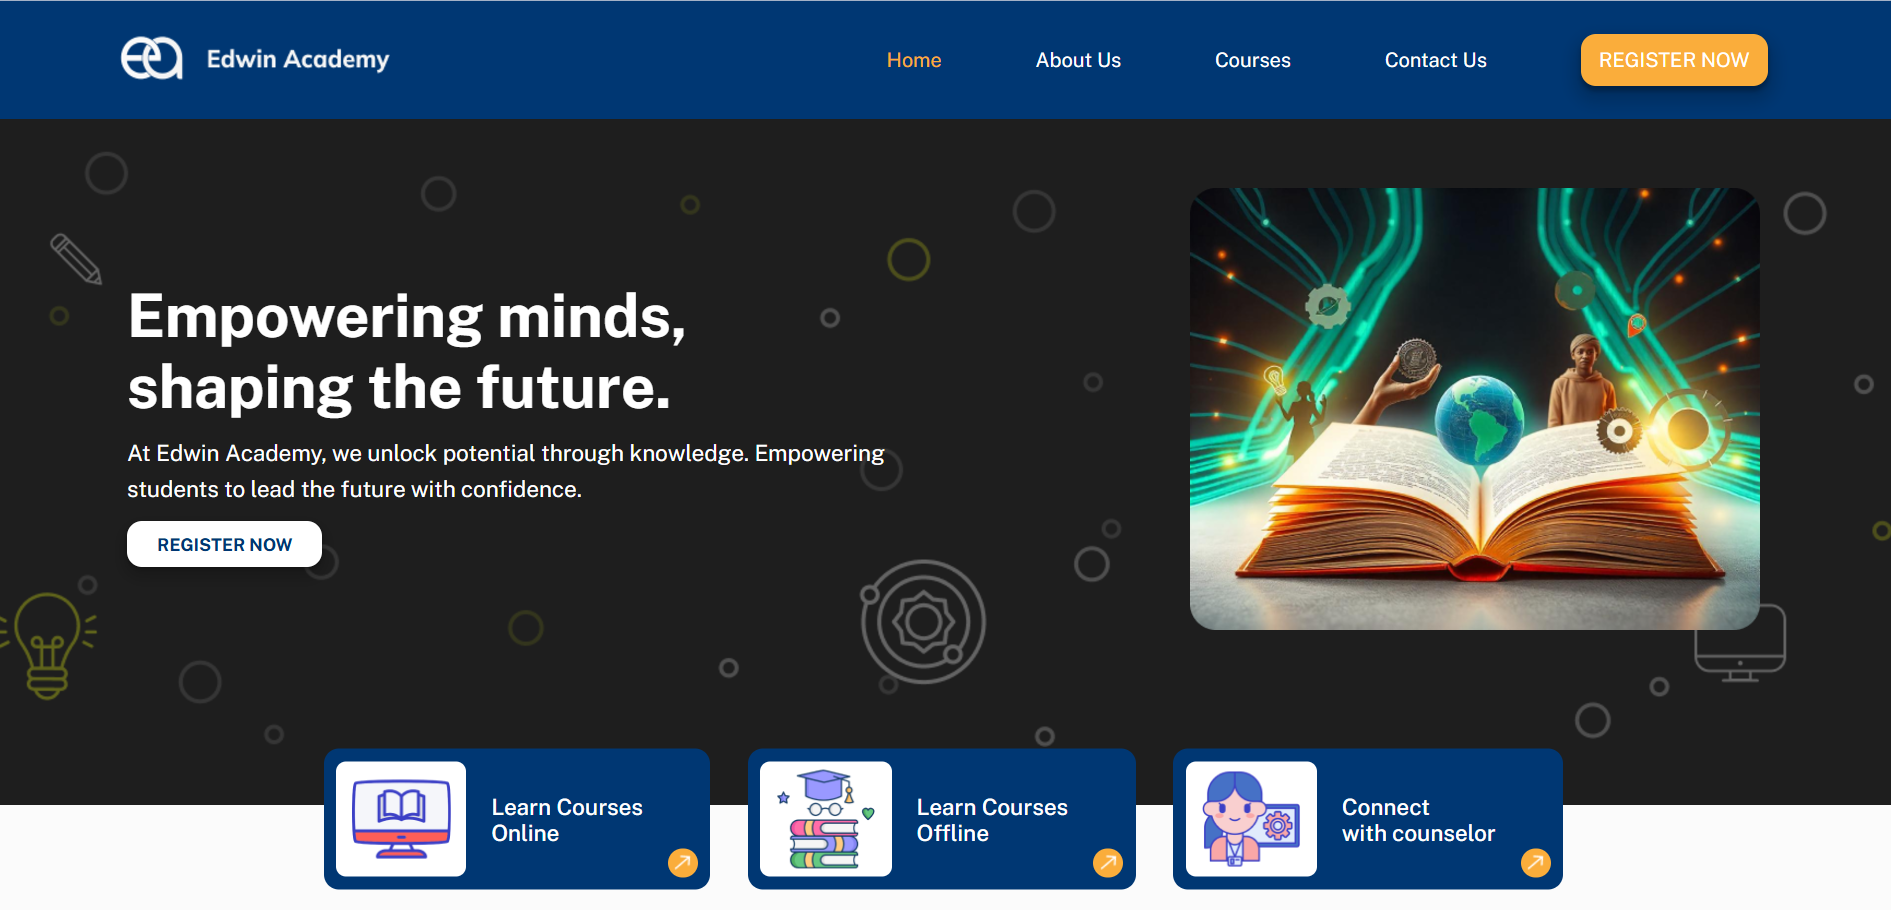 ea Edwin Academy
Home About Us Courses Contact Us REGISTER NOW
Empowering minds,
shaping the future.
At Edwin Academy, we unlock potential through knowledge. Empowering
students to lead the future with confidence.
REGISTER NOW
Learn Courses
Online
Learn Courses
Offline
Connect
with counselor